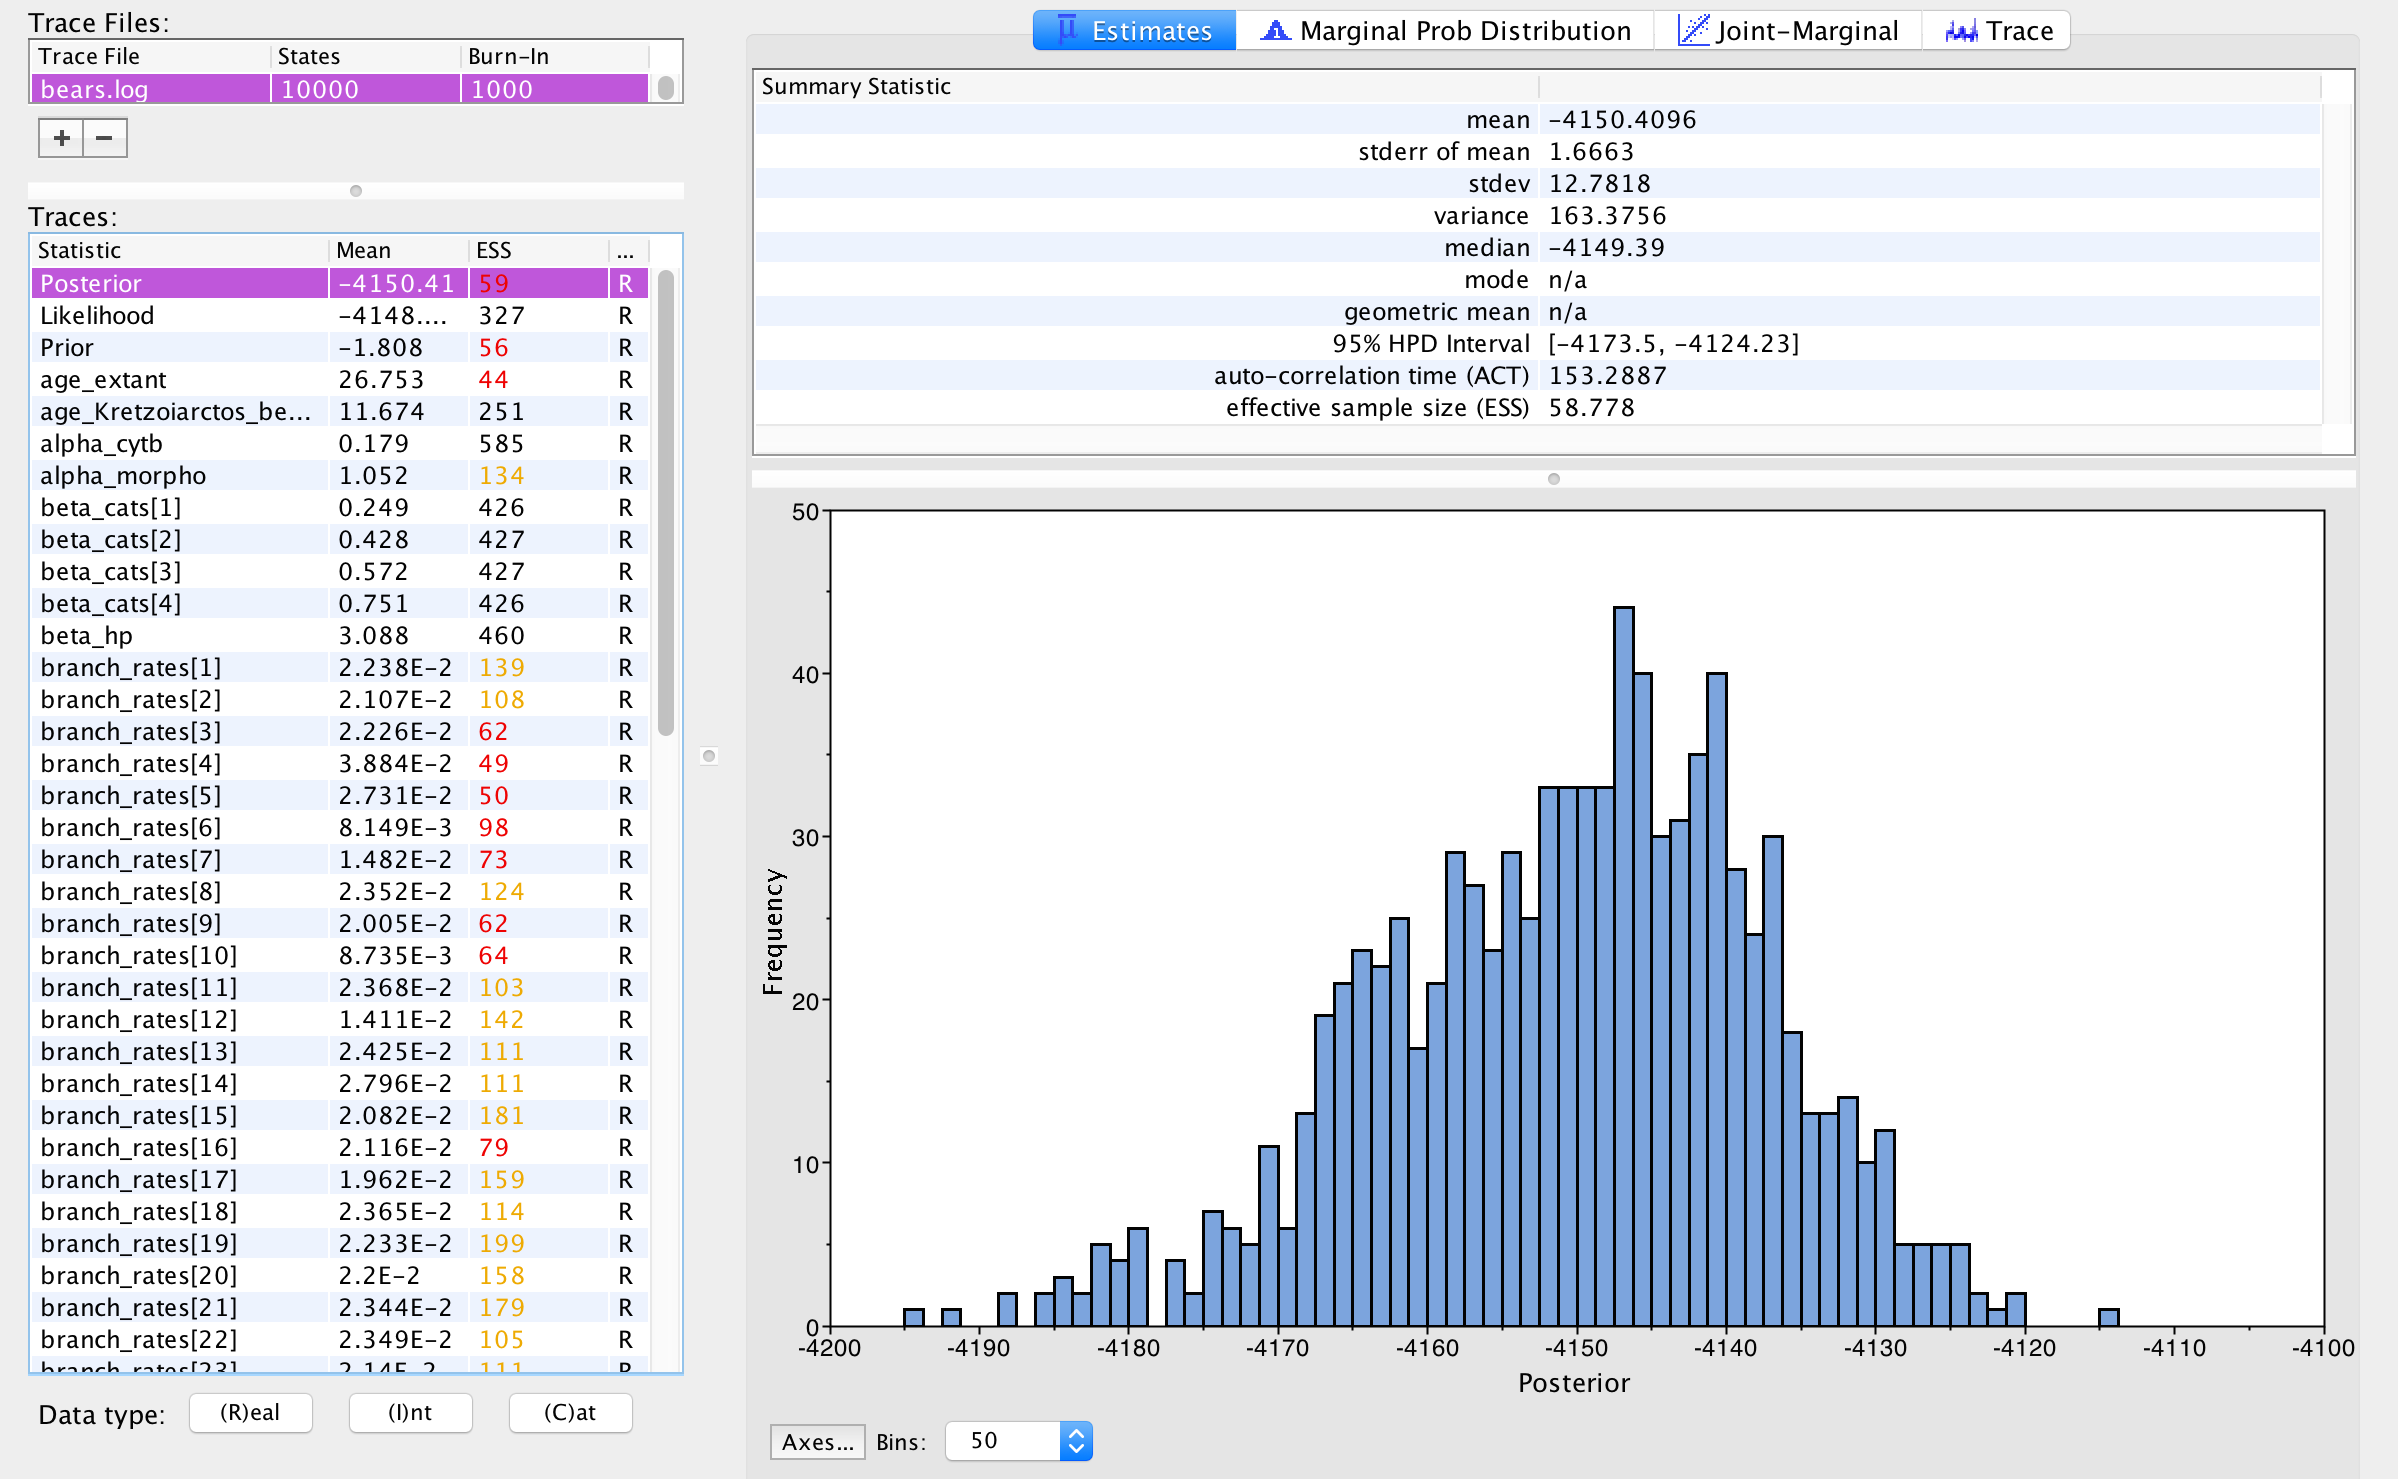 Trace Files:
Trace File States Burn-In
bears.log 10000 1000
+ −
Traces:
Statistic Mean ESS ...
Posterior −4150.41 59 R
Likelihood −4148.... 327 R
Prior −1.808 56 R
age_extant 26.753 44 R
age_Kretzoiarctos_be... 11.674 251 R
alpha_cytb 0.179 585 R
alpha_morpho 1.052 134 R
beta_cats[1] 0.249 426 R
beta_cats[2] 0.428 427 R
beta_cats[3] 0.572 427 R
beta_cats[4] 0.751 426 R
beta_hp 3.088 460 R
branch_rates[1] 2.238E−2 139 R
branch_rates[2] 2.107E−2 108 R
branch_rates[3] 2.226E−2 62 R
branch_rates[4] 3.884E−2 49 R
branch_rates[5] 2.731E−2 50 R
branch_rates[6] 8.149E−3 98 R
branch_rates[7] 1.482E−2 73 R
branch_rates[8] 2.352E−2 124 R
branch_rates[9] 2.005E−2 62 R
branch_rates[10] 8.735E−3 64 R
branch_rates[11] 2.368E−2 103 R
branch_rates[12] 1.411E−2 142 R
branch_rates[13] 2.425E−2 111 R
branch_rates[14] 2.796E−2 111 R
branch_rates[15] 2.082E−2 181 R
branch_rates[16] 2.116E−2 79 R
branch_rates[17] 1.962E−2 159 R
branch_rates[18] 2.365E−2 114 R
branch_rates[19] 2.233E−2 199 R
branch_rates[20] 2.2E−2 158 R
branch_rates[21] 2.344E−2 179 R
branch_rates[22] 2.349E−2 105 R
branch_rates[23] 2.14E−2 111 R
Data type: (R)eal (I)nt (C)at
Estimates Marginal Prob Distribution Joint-Marginal Trace
Summary Statistic
mean −4150.4096
stderr of mean 1.6663
stdev 12.7818
variance 163.3756
median −4149.39
mode n/a
geometric mean n/a
95% HPD Interval [−4173.5, −4124.23]
auto-correlation time (ACT) 153.2887
effective sample size (ESS) 58.778
50
40
30
20
10
0
Frequency
-4200 -4190 -4180 -4170 -4160 -4150 -4140 -4130 -4120 -4110 -4100
Posterior
Axes... Bins: 50